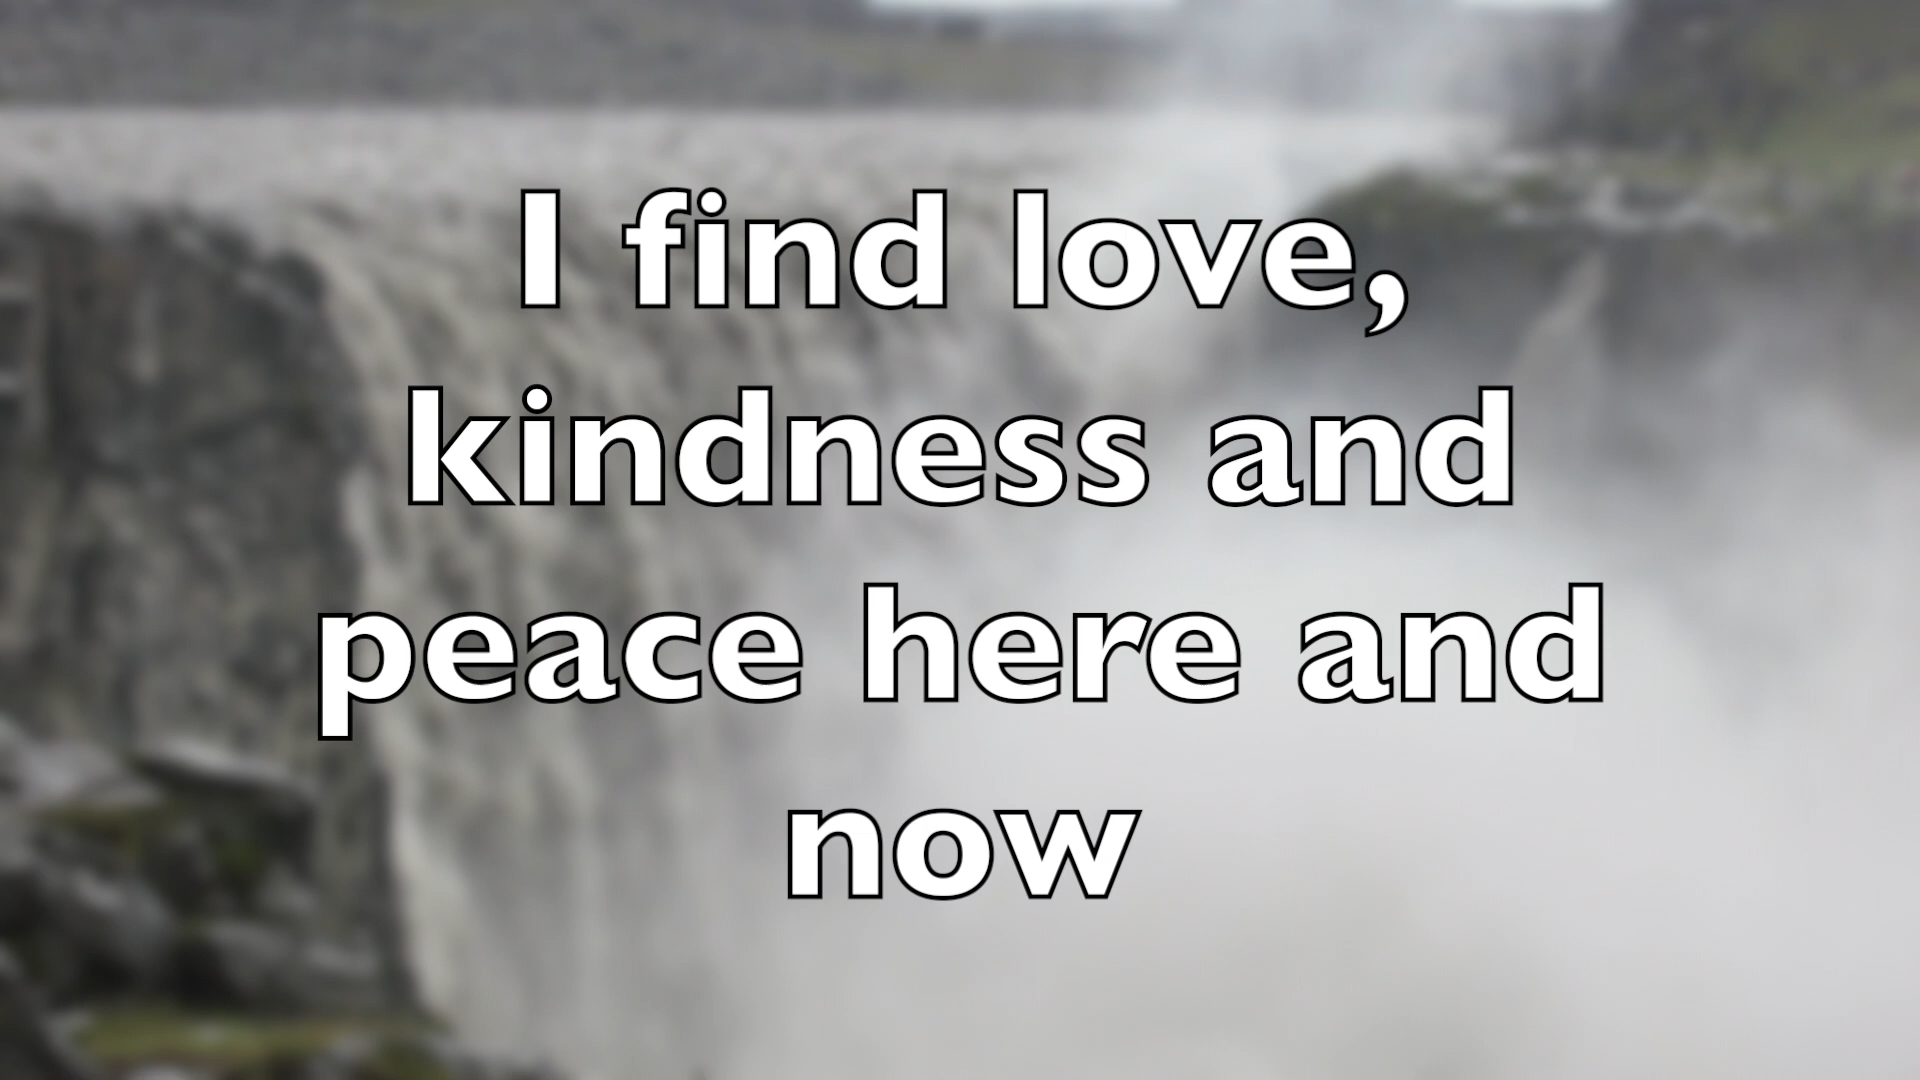 I find love,
kindness and
peace here and
now